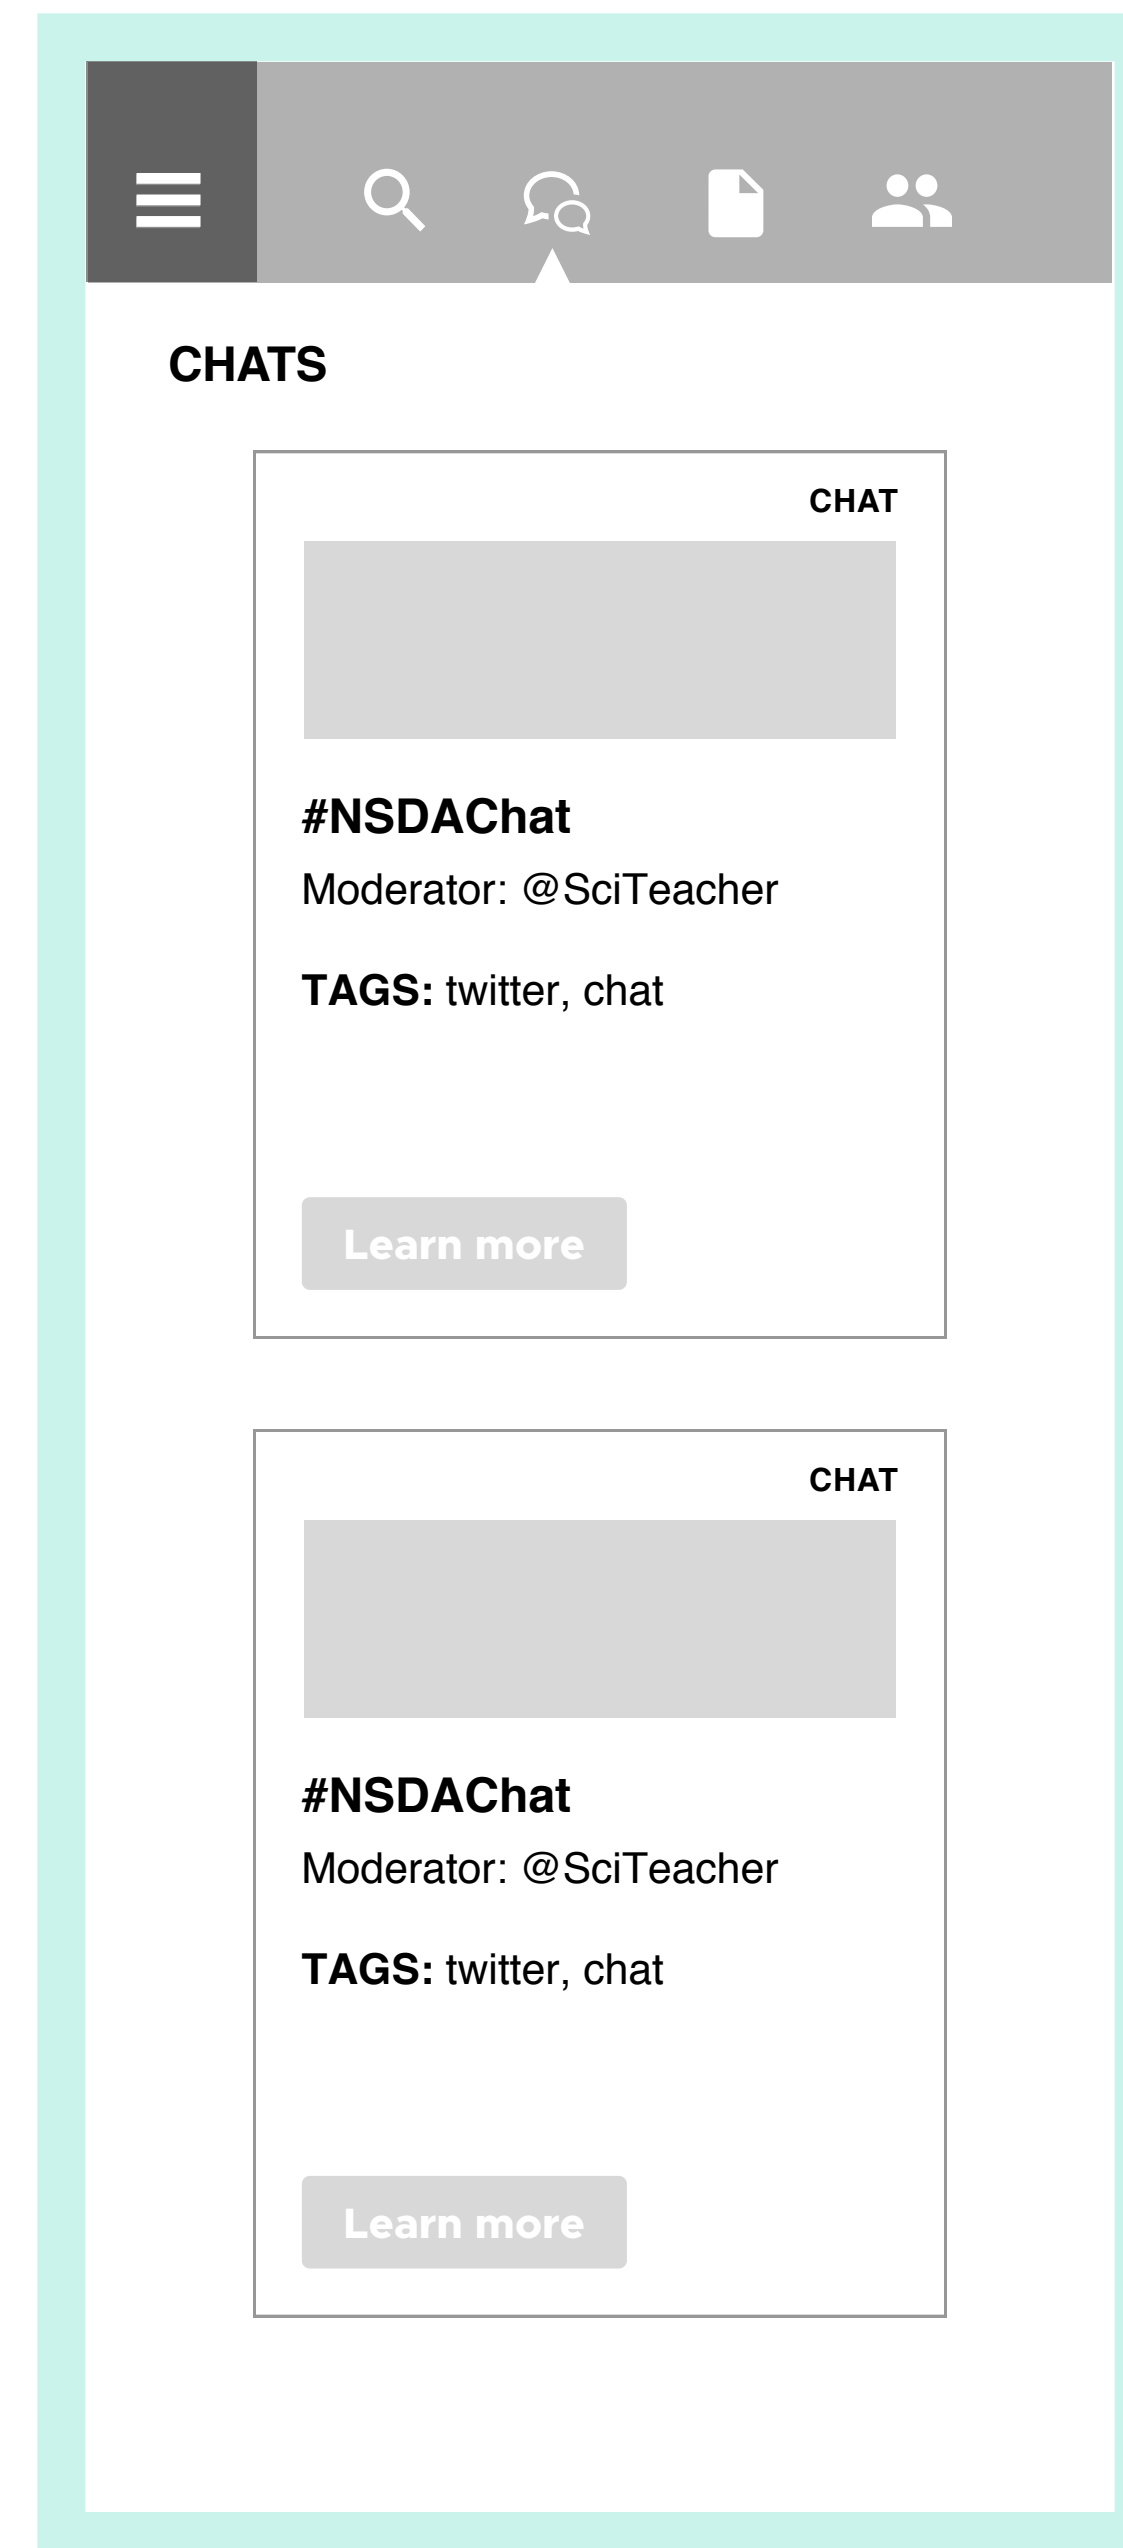 CHATS
CHAT
#NSDAChat
Moderator: @SciTeacher
TAGS: twitter, chat
Learn more
CHAT
#NSDAChat
Moderator: @SciTeacher
TAGS: twitter, chat
Learn more